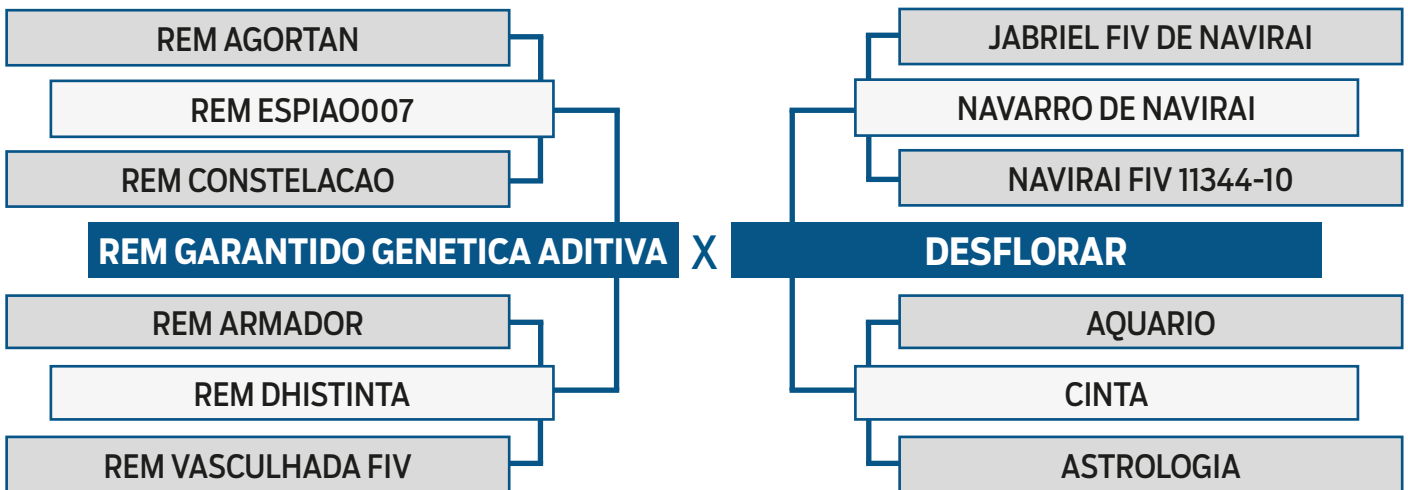 REM AGORTAN
REM ESPIAO007
REM CONSTELACAO
REM GARANTIDO GENETICA ADITIVA X DESFLORAR
REM ARMADOR
REM DHISTINTA
REM VASCULHADA FIV
JABRIEL FIV DE NAVIRAI
NAVARRO DE NAVIRAI
NAVIRAI FIV 11344-10
AQUARIO
CINTA
ASTROLOGIA